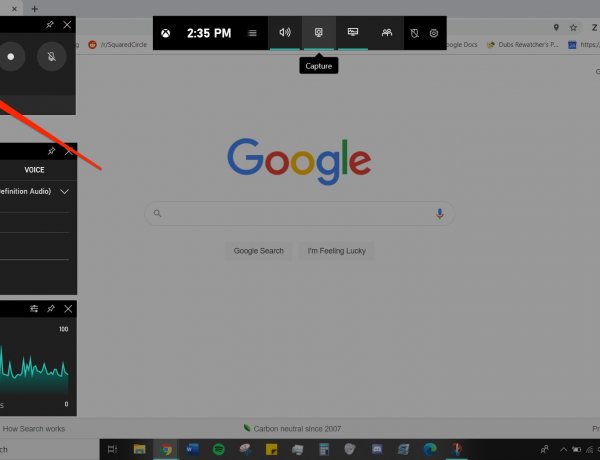 2:35 PM
Capture
/r/SquaredCircle
oogle Docs
Dubs Rewatcher's P...
https:/
Z
VOICE
efinition Audio)
100
0
S
Google
Google Search
I'm Feeling Lucky
How Search works
Carbon neutral since 2007
Pr
rch